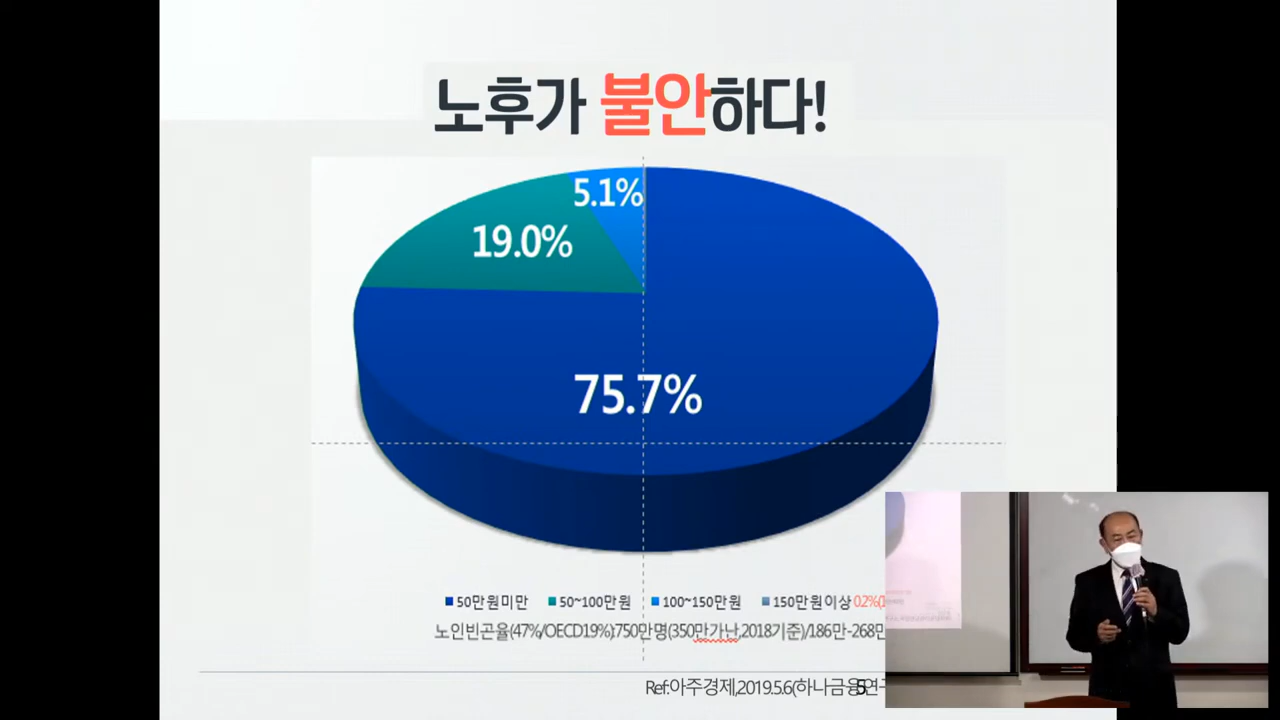 노후가 불안하다!
5.1%
19.0%
75.7%
50만원미만 50~100만원 100~150만원 150만원이상 0.2%(1
노인빈곤율(47%/OECD19%);750만명(350만가난,2018기준)/186만-268만
Ref:아주경제,2019.5.6(하나금융연구
5